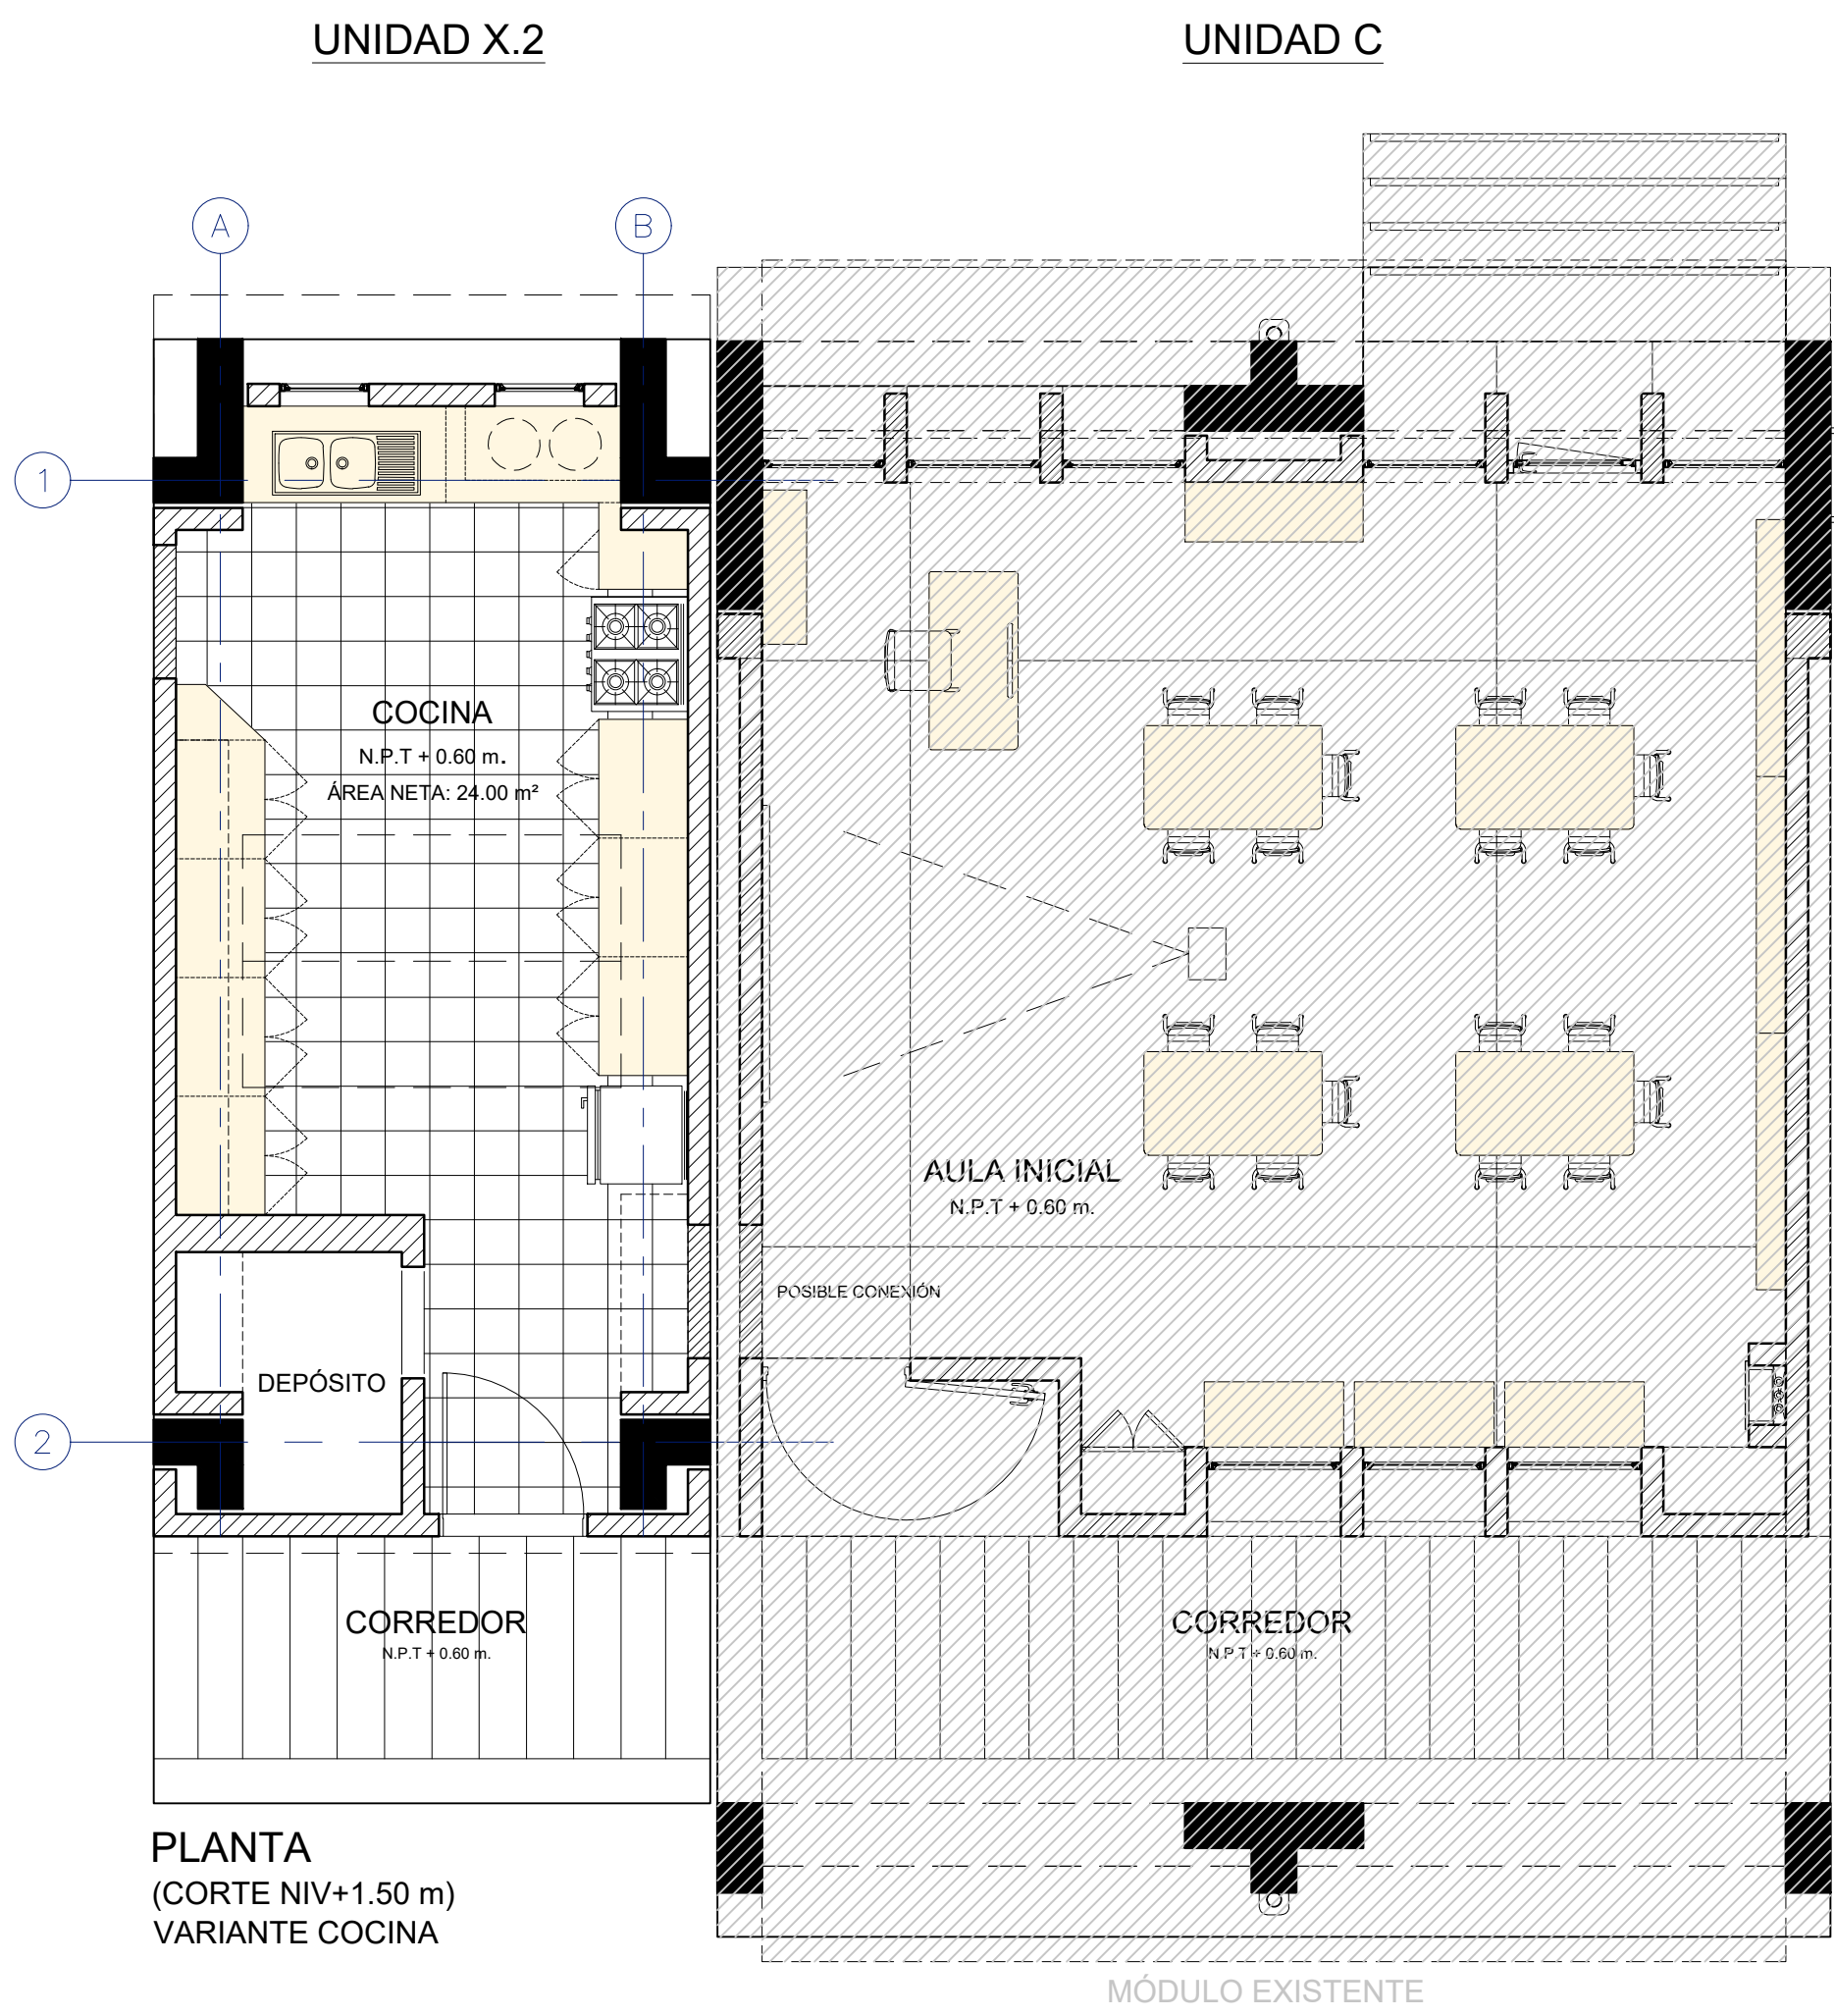 UNIDAD X.2
UNIDAD C
A
B
1
COCINA
N.P.T + 0.60 m.
ÁREA NETA: 24.00 m²
AULA INICIAL
N.P.T + 0.60 m.
POSIBLE CONEXIÓN
DEPÓSITO
2
CORREDOR
N.P.T + 0.60 m.
CORREDOR
N.P.T + 0.60 m.
PLANTA
(CORTE NIV+1.50 m)
VARIANTE COCINA
MÓDULO EXISTENTE